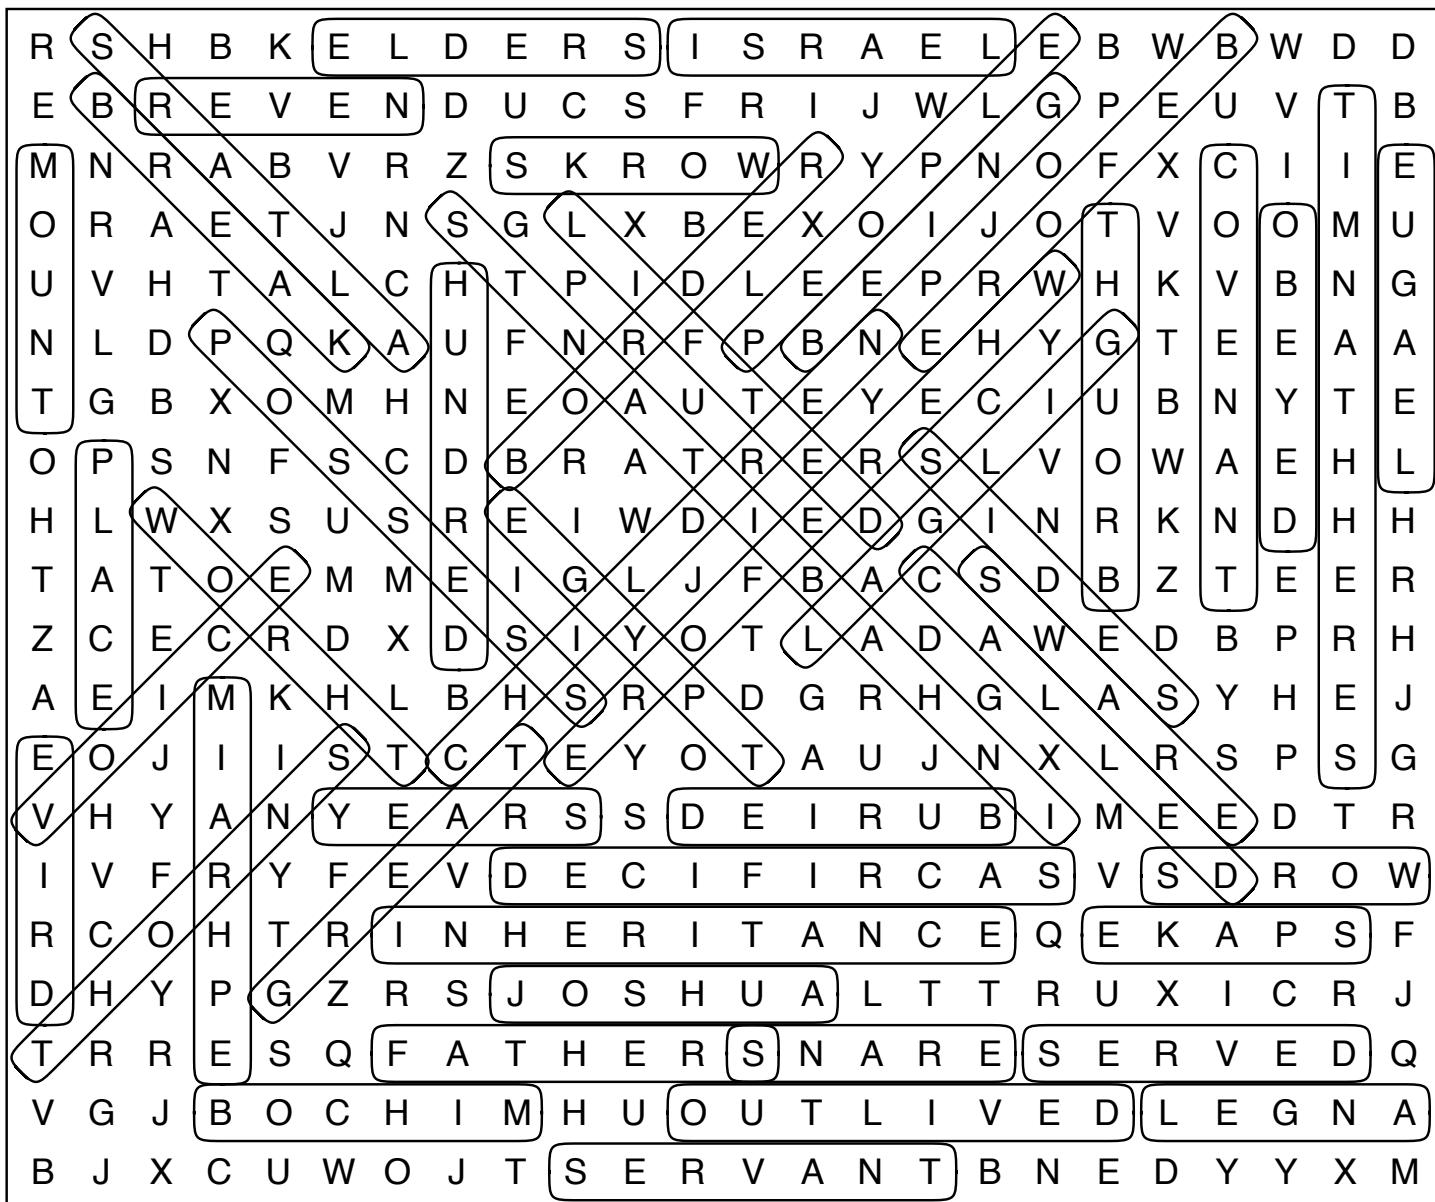 R S H B K E L D E R S I S R A E L E B W B W D D
E B R E V E N D U C S F R I J W L G P E U V T B
M N R A B V R Z S K R O W R Y P N O F X C I I E
O R A E T J N S G L X B E X O I J O T V O O M U
U V H T A L C H T P I D L E E P R W H K V B N G
N L D P Q K A U F N R F P B N E H Y G T E E A A
T G B X O M H N E O A U T E Y E C I U B N Y T E
O P S N F S C D B R A T R E R S L V O W A E H L
H L W X S U S R E I W D I E D G I N R K N D H H
T A T O E M M E I G L J F B A C S D B Z T E E R
Z C E C R D X D S I Y O T L A D A W E D B P R H
A E I M K H L B H S R P D G R H G L A S Y H E J
E O J I I S T C T E Y O T A U J N X L R S P S G
V H Y A N Y E A R S S D E I R U B I M E E D T R
I V F R Y F E V D E C I F I R C A S V S D R O W
R C O H T R I N H E R I T A N C E Q E K A P S F
D H Y P G Z R S J O S H U A L T T R U X I C R J
T R R E S Q F A T H E R S N A R E S E R V E D Q
V G J B O C H I M H U O U T L I V E D L E G N A
B J X C U W O J T S E R V A N T B N E D Y Y X M